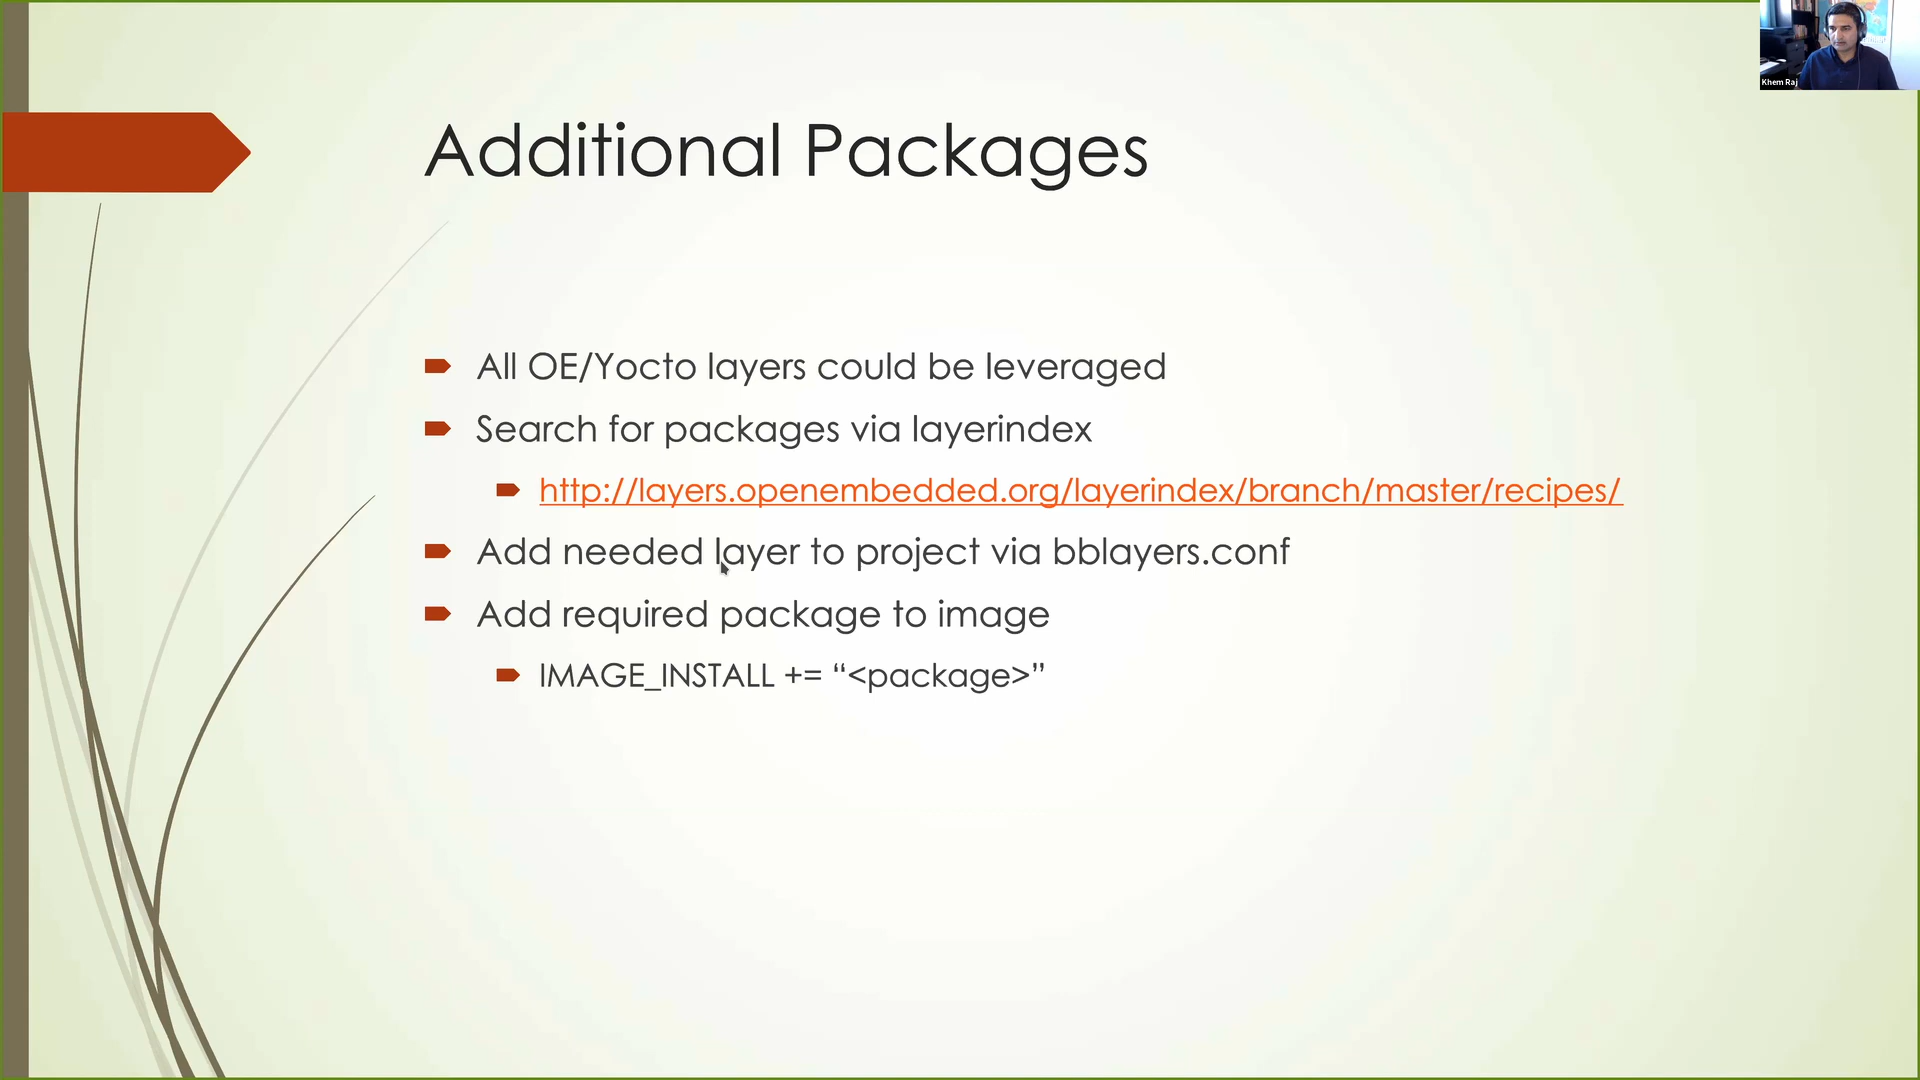 Khem Raj
Additional Packages
All OE/Yocto layers could be leveraged
Search for packages via layerindex
http://layers.openembedded.org/layerindex/branch/master/recipes/
Add needed layer to project via bblayers.conf
Add required package to image
IMAGE_INSTALL += “<package>”